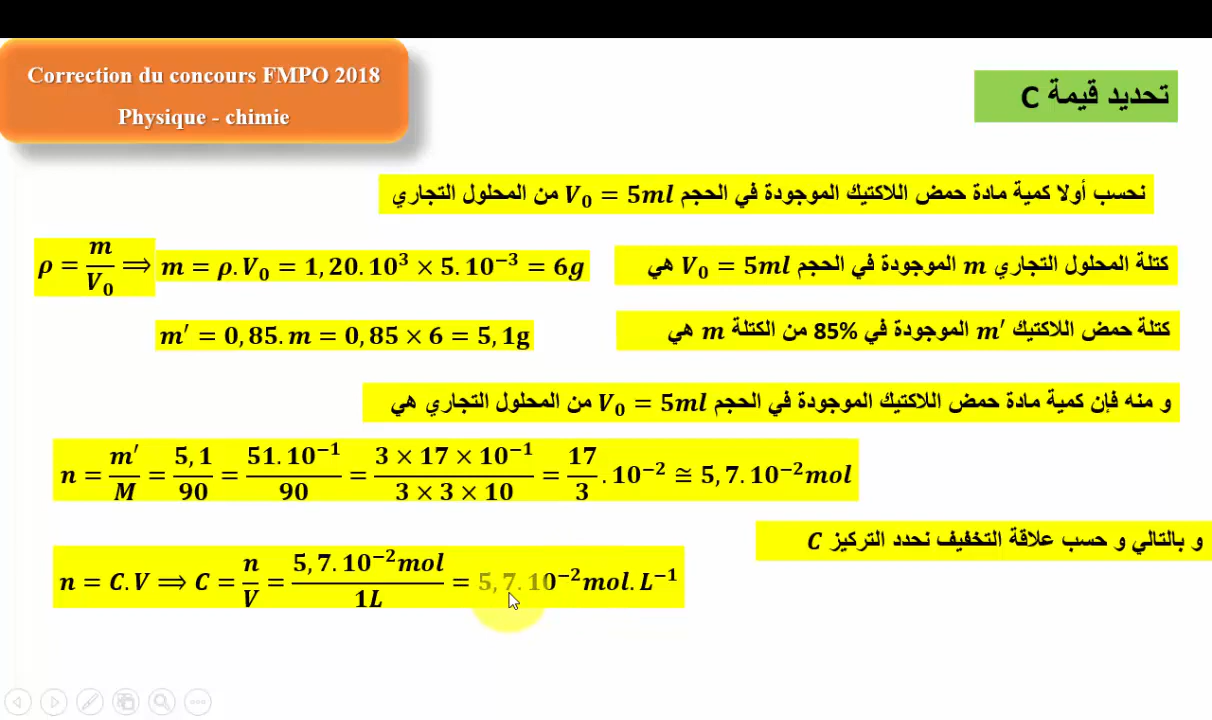 Correction du concours FMPO 2018
Physique - chimie
تحديد قيمة C
نحسب أولا كمية مادة حمض اللاكتيك الموجودة في الحجم V₀ = 5ml من المحلول التجاري
كتلة المحلول التجاري m الموجودة في الحجم V₀ = 5ml هي
ρ = m/V₀ ⟹ m = ρ.V₀ = 1,20.10³ × 5.10⁻³ = 6g
كتلة حمض اللاكتيك m′ الموجودة في 85% من الكتلة m هي
m′ = 0,85.m = 0,85 × 6 = 5,1g
و منه فإن كمية مادة حمض اللاكتيك الموجودة في الحجم V₀ = 5ml من المحلول التجاري هي
n = m′/M = 5,1/90 = 51.10⁻¹/90 = 3 × 17 × 10⁻¹/3 × 3 × 10 = 17/3 .10⁻² ≅ 5,7.10⁻²mol
و بالتالي و حسب علاقة التخفيف نحدد التركيز C
n = C.V ⟹ C = n/V = 5,7.10⁻²mol/1L = 5,7.10⁻²mol.L⁻¹